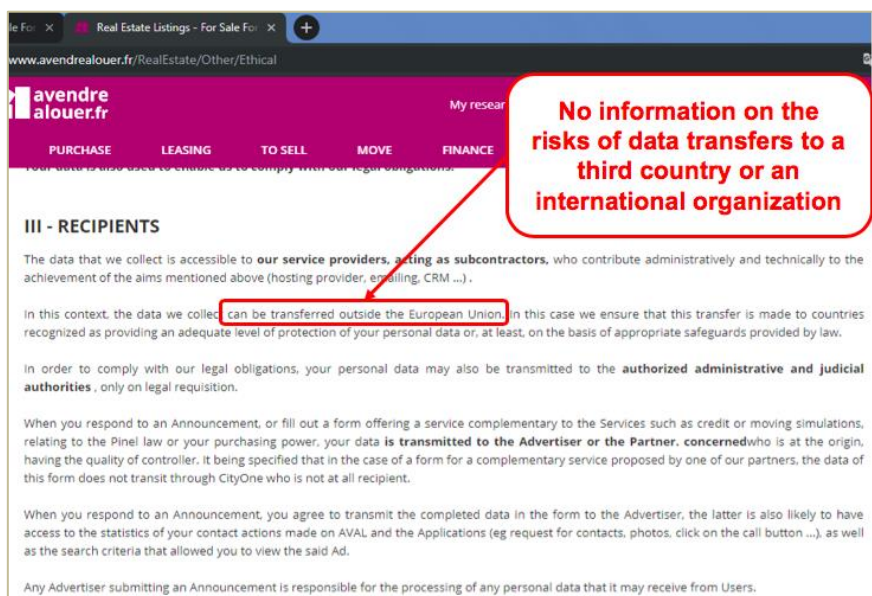 le For ×
Real Estate Listings - For Sale For ×
www.avendrealouer.fr/RealEstate/Other/Ethical
avendre
alouer.fr
My resear
PURCHASE LEASING TO SELL MOVE FINANCE
No information on the
risks of data transfers to a
third country or an
international organization
Your data is also used to enable us to comply with our legal obligations.
III - RECIPIENTS
The data that we collect is accessible to our service providers, acting as subcontractors, who contribute administratively and technically to the
achievement of the aims mentioned above (hosting provider, emailing, CRM ...) .
In this context, the data we collect can be transferred outside the European Union. In this case we ensure that this transfer is made to countries
recognized as providing an adequate level of protection of your personal data or, at least, on the basis of appropriate safeguards provided by law.
In order to comply with our legal obligations, your personal data may also be transmitted to the authorized administrative and judicial
authorities , only on legal requisition.
When you respond to an Announcement, or fill out a form offering a service complementary to the Services such as credit or moving simulations,
relating to the Pinel law or your purchasing power, your data is transmitted to the Advertiser or the Partner. concernedwho is at the origin,
having the quality of controller. It being specified that in the case of a form for a complementary service proposed by one of our partners, the data of
this form does not transit through CityOne who is not at all recipient.
When you respond to an Announcement, you agree to transmit the completed data in the form to the Advertiser, the latter is also likely to have
access to the statistics of your contact actions made on AVAL and the Applications (eg request for contacts, photos, click on the call button ...), as well
as the search criteria that allowed you to view the said Ad.
Any Advertiser submitting an Announcement is responsible for the processing of any personal data that it may receive from Users.